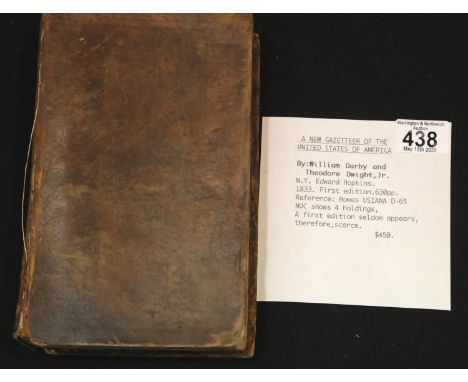 Warrington & Northwich
Auction
438
May 13th 2020
A NEW GAZETTEER OF THE
UNITED STATES OF AMERICA
By:William Darby and
Theodore Dwight,Jr.
N.Y. Edward Hopkins.
1833. First edition.630pp.
Reference: Howes USIANA D-65
NUC shows 4 holdings,
A first edition seldom appears,
therefore,scarce.
$450.